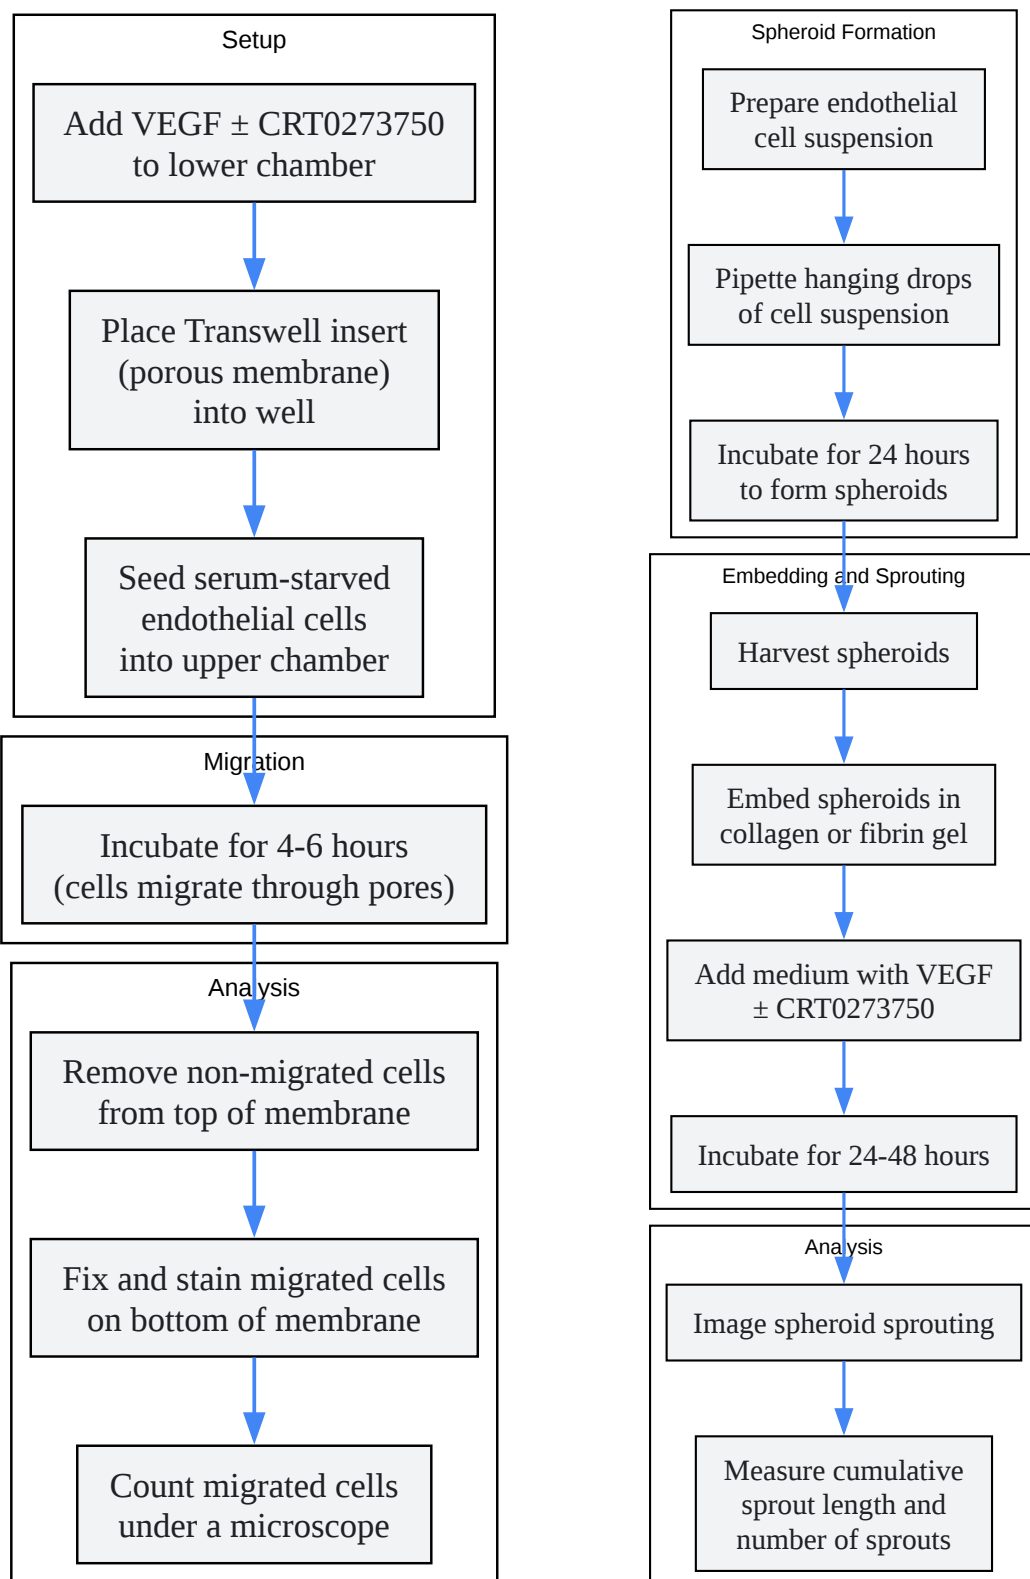 Setup
Add VEGF ± CRT0273750
to lower chamber
Place Transwell insert
(porous membrane)
into well
Seed serum-starved
endothelial cells
into upper chamber
Migration
Incubate for 4-6 hours
(cells migrate through pores)
Analysis
Remove non-migrated cells
from top of membrane
Fix and stain migrated cells
on bottom of membrane
Count migrated cells
under a microscope
Spheroid Formation
Prepare endothelial
cell suspension
Pipette hanging drops
of cell suspension
Incubate for 24 hours
to form spheroids
Embedding and Sprouting
Harvest spheroids
Embed spheroids in
collagen or fibrin gel
Add medium with VEGF
± CRT0273750
Incubate for 24-48 hours
Analysis
Image spheroid sprouting
Measure cumulative
sprout length and
number of sprouts